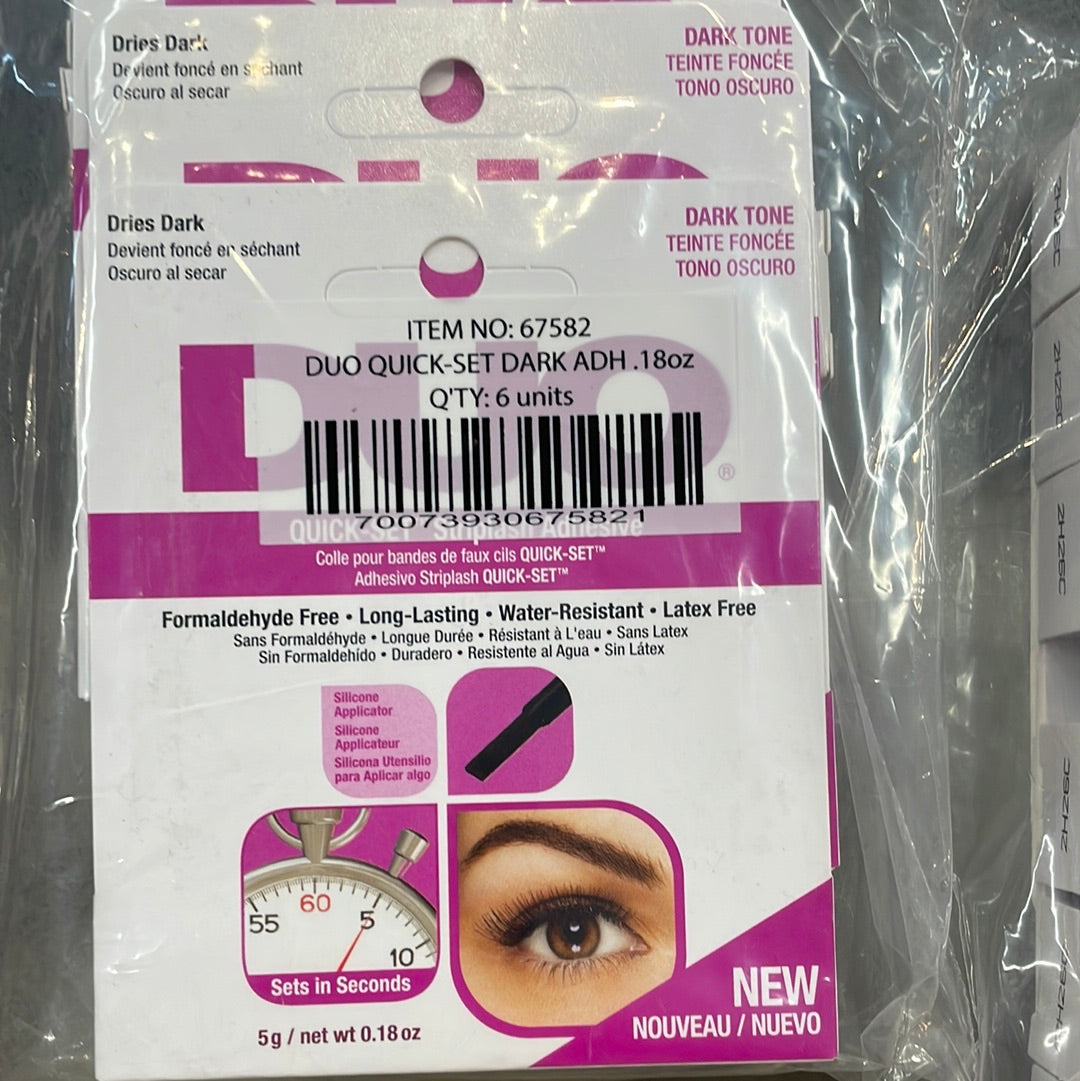 Dries Dark
Devient foncé en séchant
Oscuro al secar
DARK TONE
TEINTE FONCÉE
TONO OSCURO
Dries Dark
Devient foncé en séchant
Oscuro al secar
DARK TONE
TEINTE FONCÉE
TONO OSCURO
ITEM NO: 67582
DUO QUICK-SET DARK ADH .18oz
Q'TY: 6 units
DUO®
70073930675821
QUICK-SET™ Striplash Adhesive
Colle pour bandes de faux cils QUICK-SET™
Adhesivo Striplash QUICK-SET™
Formaldehyde Free • Long-Lasting • Water-Resistant • Latex Free
Sans Formaldéhyde • Longue Durée • Résistant à L'eau • Sans Latex
Sin Formaldehído • Duradero • Resistente al Agua • Sin Látex
Silicone
Applicator
Silicone
Applicateur
Silicona Utensilio
para Aplicar algo
55 60 5 10
Sets in Seconds
5g / net wt 0.18 oz
NEW
NOUVEAU / NUEVO